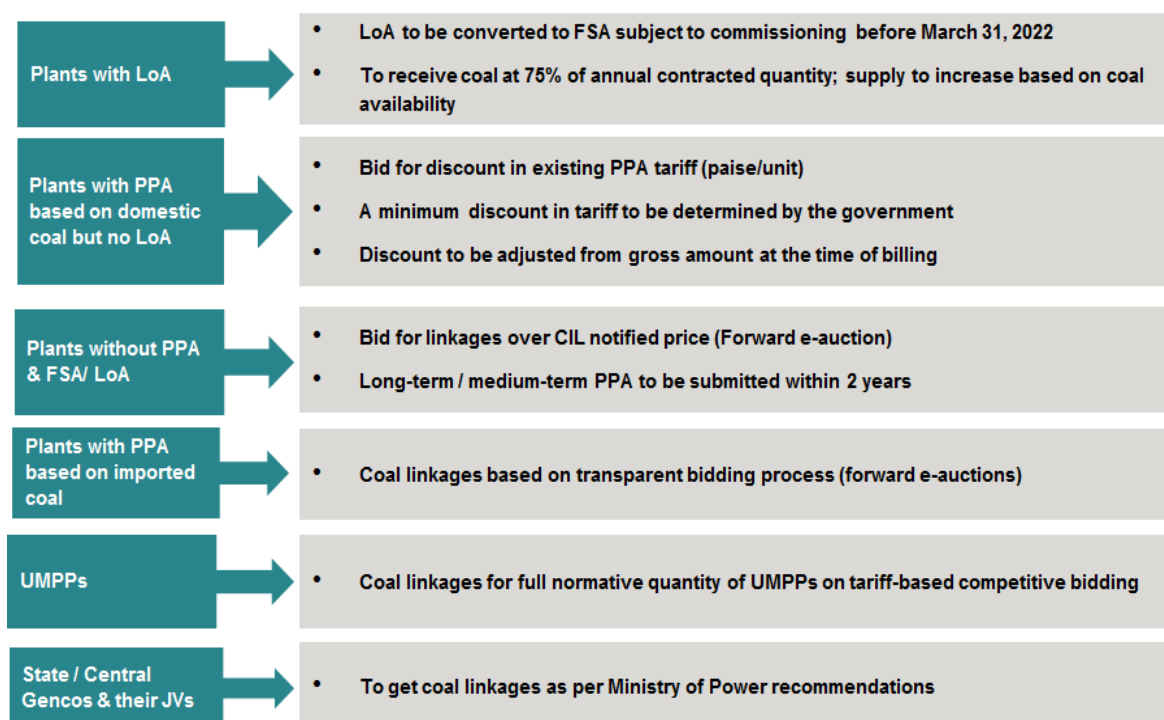 Plants with LoA
• LoA to be converted to FSA subject to commissioning before March 31, 2022
• To receive coal at 75% of annual contracted quantity; supply to increase based on coal
availability
Plants with PPA
based on domestic
coal but no LoA
• Bid for discount in existing PPA tariff (paise/unit)
• A minimum discount in tariff to be determined by the government
• Discount to be adjusted from gross amount at the time of billing
Plants without PPA
& FSA/ LoA
• Bid for linkages over CIL notified price (Forward e-auction)
• Long-term / medium-term PPA to be submitted within 2 years
Plants with PPA
based on imported
coal
• Coal linkages based on transparent bidding process (forward e-auctions)
UMPPs
• Coal linkages for full normative quantity of UMPPs on tariff-based competitive bidding
State / Central
Gencos & their JVs
• To get coal linkages as per Ministry of Power recommendations